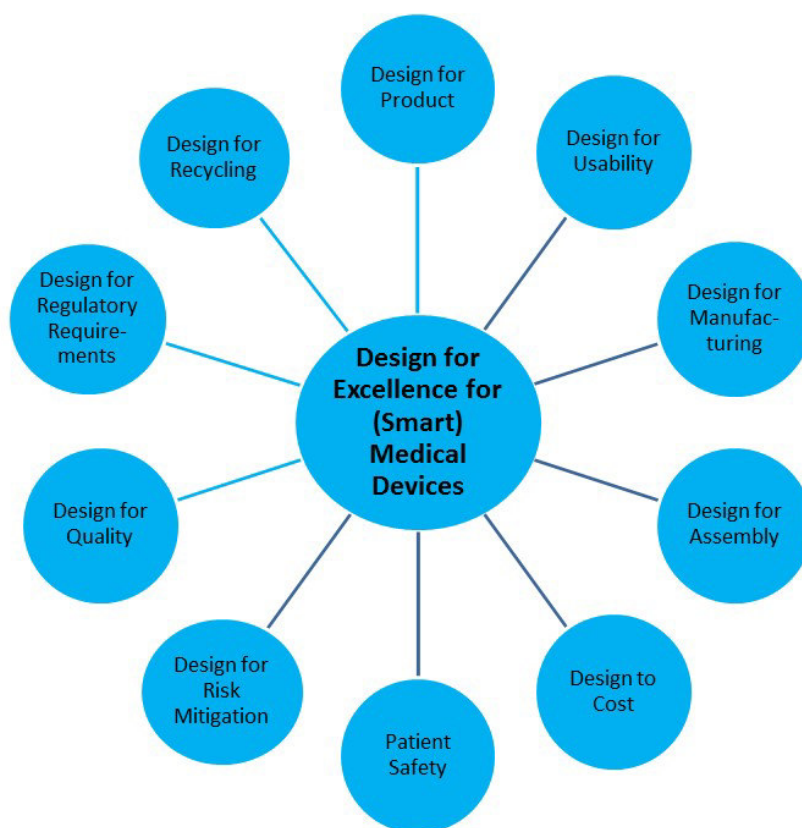 Design for
Product
Design for
Usability
Design for
Manufac-
turing
Design for
Assembly
Design to
Cost
Patient
Safety
Design for
Risk
Mitigation
Design for
Quality
Design for
Regulatory
Require-
ments
Design for
Recycling
Design for
Excellence for
(Smart)
Medical
Devices